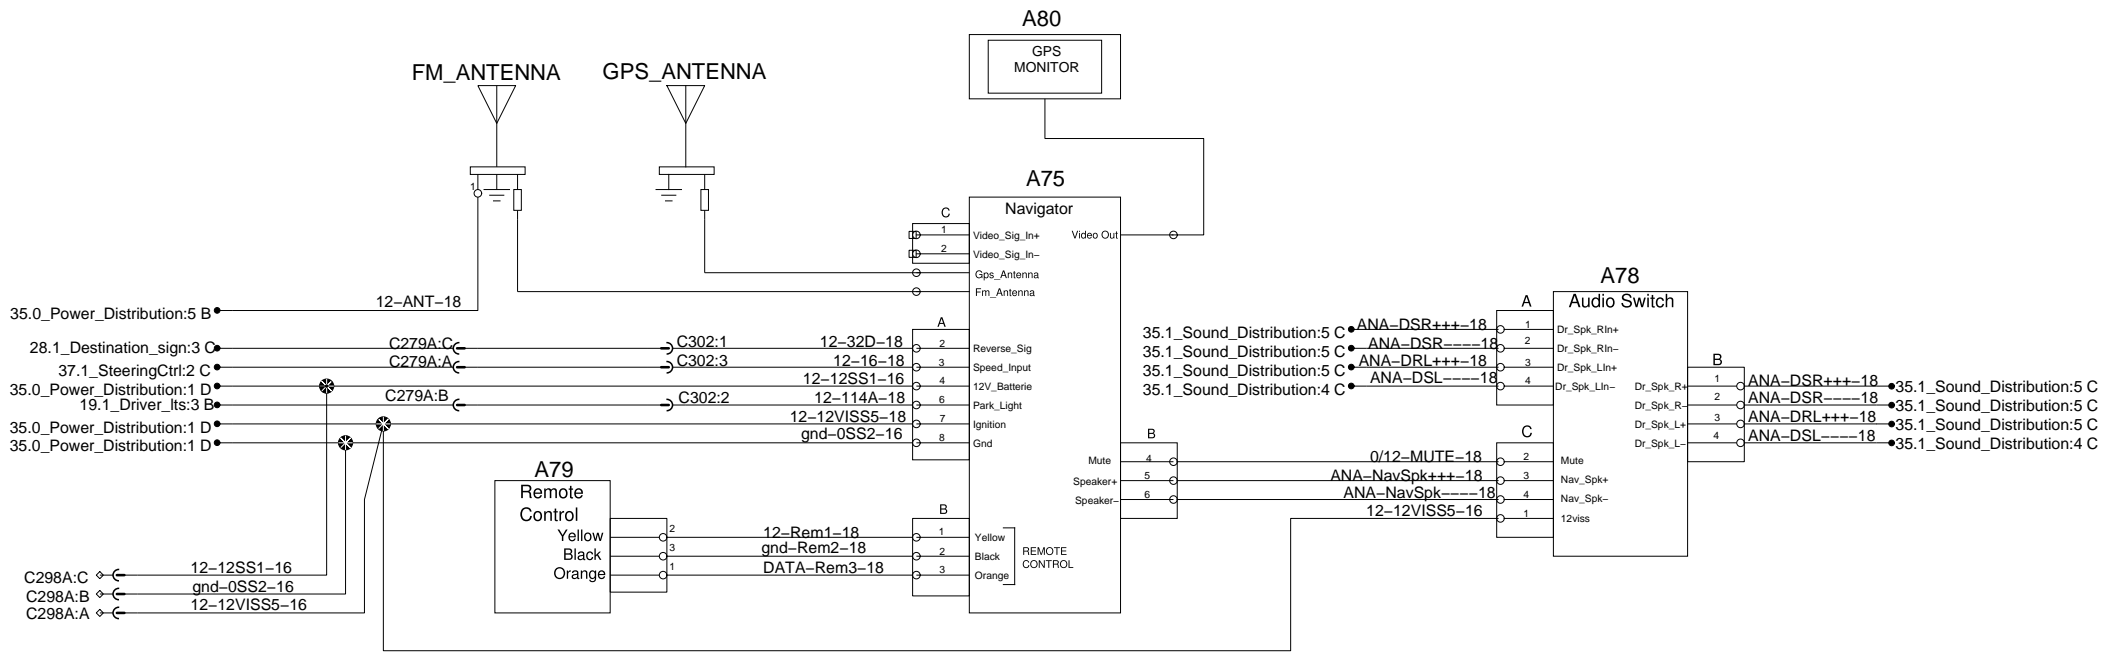 A80
GPS
MONITOR
FM_ANTENNA
GPS_ANTENNA
1
A75
Navigator
C
1
Video_Sig_In+
2
Video_Sig_In−
Gps_Antenna
Fm_Antenna
Video Out
12−ANT−18
35.0_Power_Distribution:5 B
28.1_Destination_sign:3 C
C279A:C
C302:1
12−32D−18
37.1_SteeringCtrl:2 C
C279A:A
C302:3
12−16−18
35.0_Power_Distribution:1 D
12−12SS1−16
19.1_Driver_lts:3 B
C279A:B
C302:2
12−114A−18
35.0_Power_Distribution:1 D
12−12VISS5−18
35.0_Power_Distribution:1 D
gnd−0SS2−16
A
2
Reverse_Sig
3
Speed_Input
4
12V_Batterie
6
Park_Light
7
Ignition
8
Gnd
B
Mute
4
Speaker+
5
Speaker−
6
A79
Remote
Control
Yellow
2
Black
3
Orange
1
12−Rem1−18
gnd−Rem2−18
DATA−Rem3−18
B
1
Yellow
2
Black
3
Orange
REMOTE
CONTROL
C298A:C
12−12SS1−16
C298A:B
gnd−0SS2−16
C298A:A
12−12VISS5−16
A78
Audio Switch
35.1_Sound_Distribution:5 C
ANA−DSR+++−18
35.1_Sound_Distribution:5 C
ANA−DSR−−−−18
35.1_Sound_Distribution:5 C
ANA−DRL+++−18
35.1_Sound_Distribution:4 C
ANA−DSL−−−−18
A
1
Dr_Spk_RIn+
2
Dr_Spk_RIn−
3
Dr_Spk_LIn+
4
Dr_Spk_LIn−
B
Dr_Spk_R+
1
ANA−DSR+++−18
35.1_Sound_Distribution:5 C
Dr_Spk_R−
2
ANA−DSR−−−−18
35.1_Sound_Distribution:5 C
Dr_Spk_L+
3
ANA−DRL+++−18
35.1_Sound_Distribution:5 C
Dr_Spk_L−
4
ANA−DSL−−−−18
35.1_Sound_Distribution:4 C
0/12−MUTE−18
ANA−NavSpk+++−18
ANA−NavSpk−−−−18
12−12VISS5−16
C
2
Mute
3
Nav_Spk+
4
Nav_Spk−
1
12viss